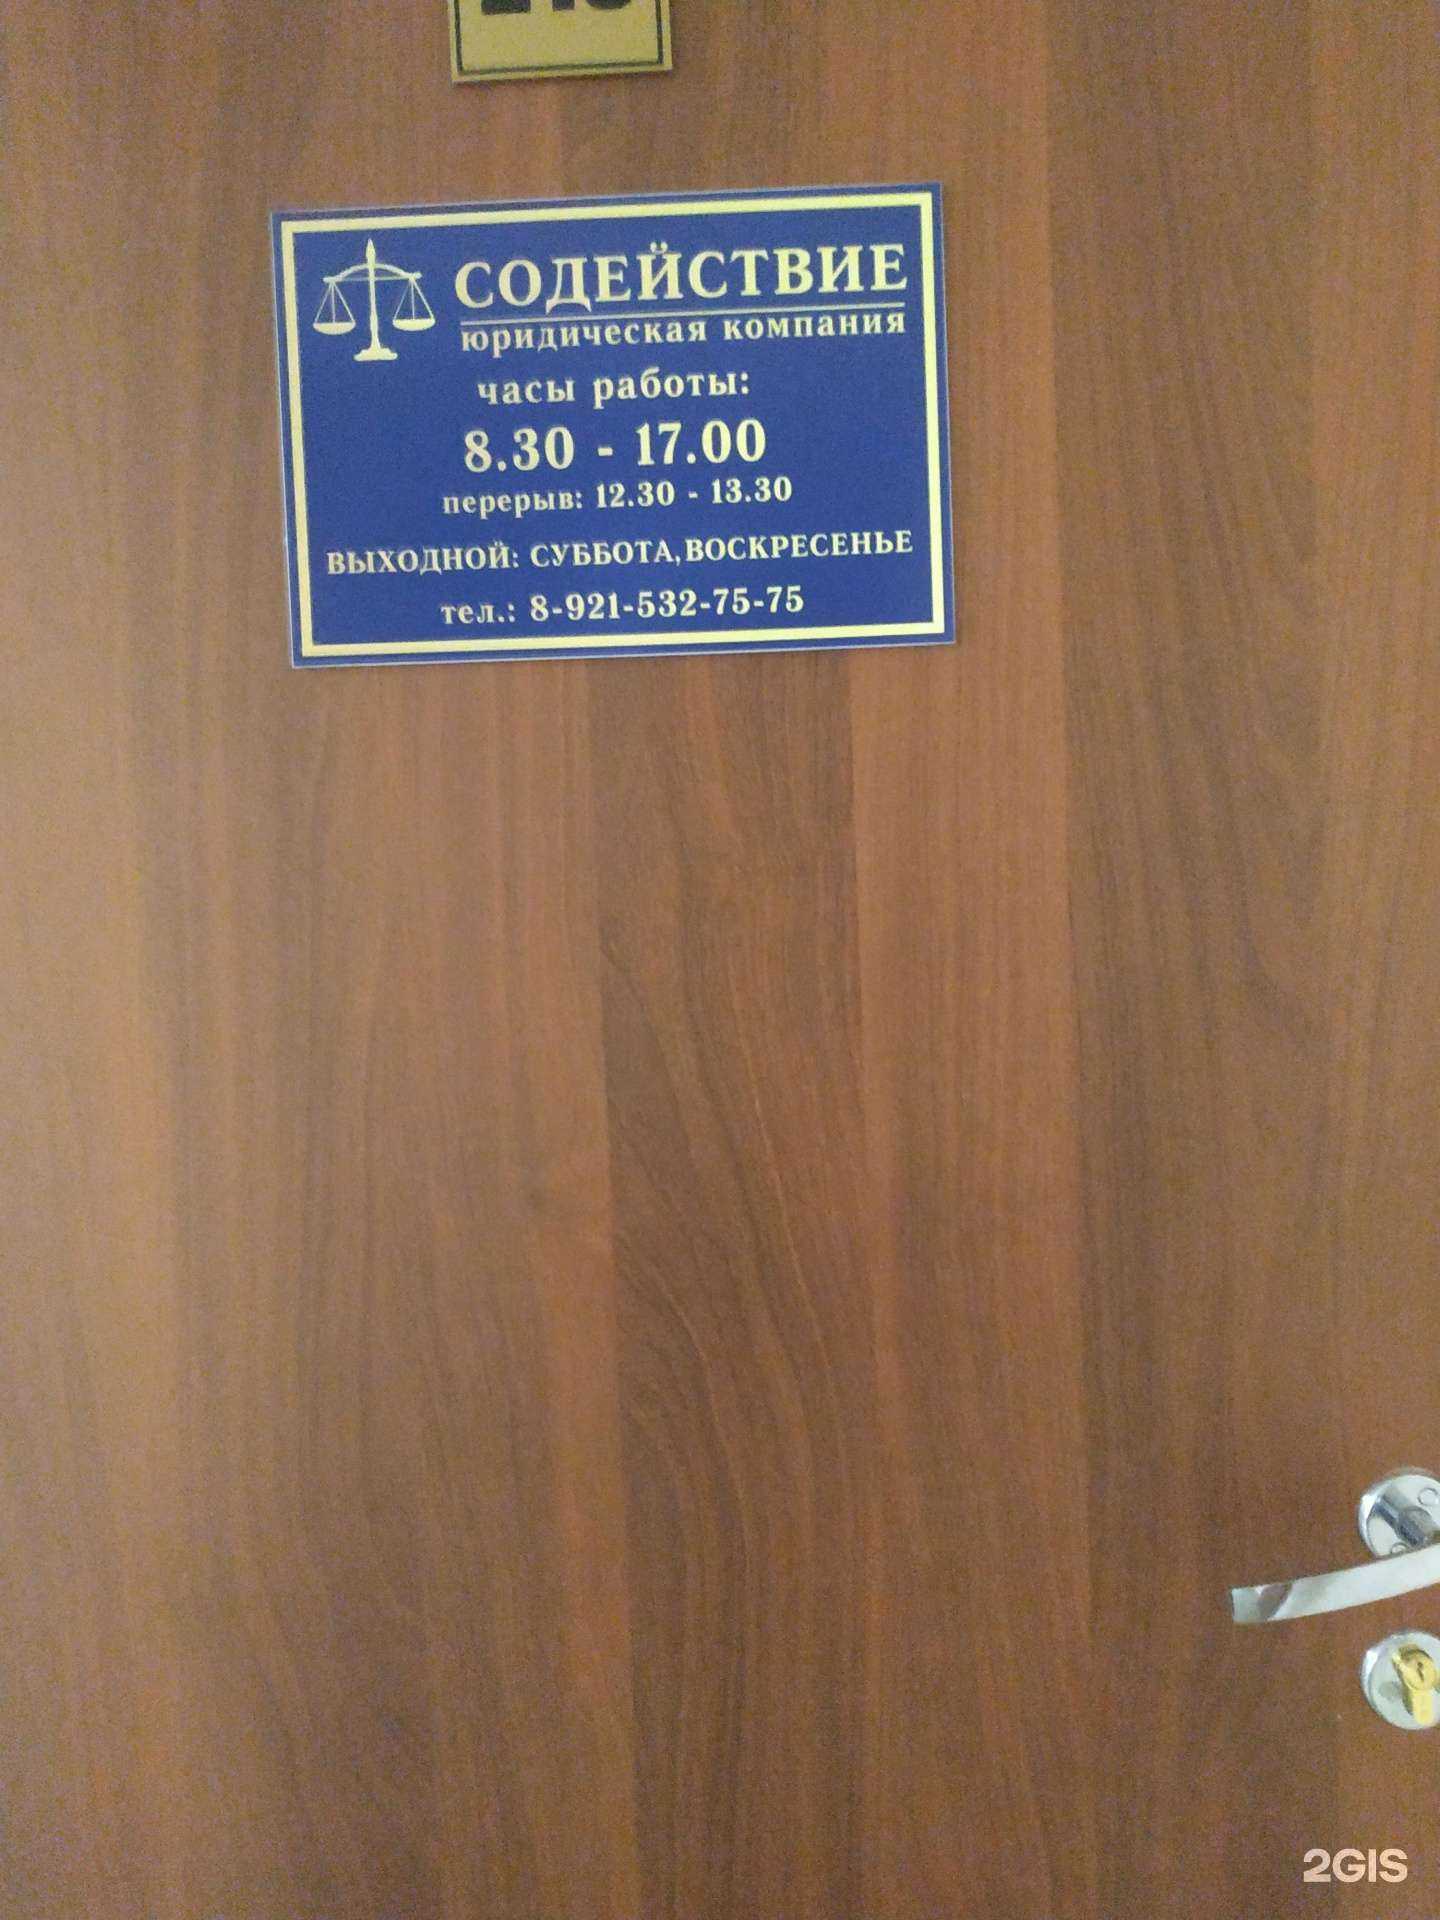 СОДЕЙСТВИЕ
юридическая компания
часы работы:
8.30 - 17.00
перерыв: 12.30 - 13.30
ВЫХОДНОЙ: СУББОТА, ВОСКРЕСЕНЬЕ
тел.: 8-921-532-75-75
2GIS